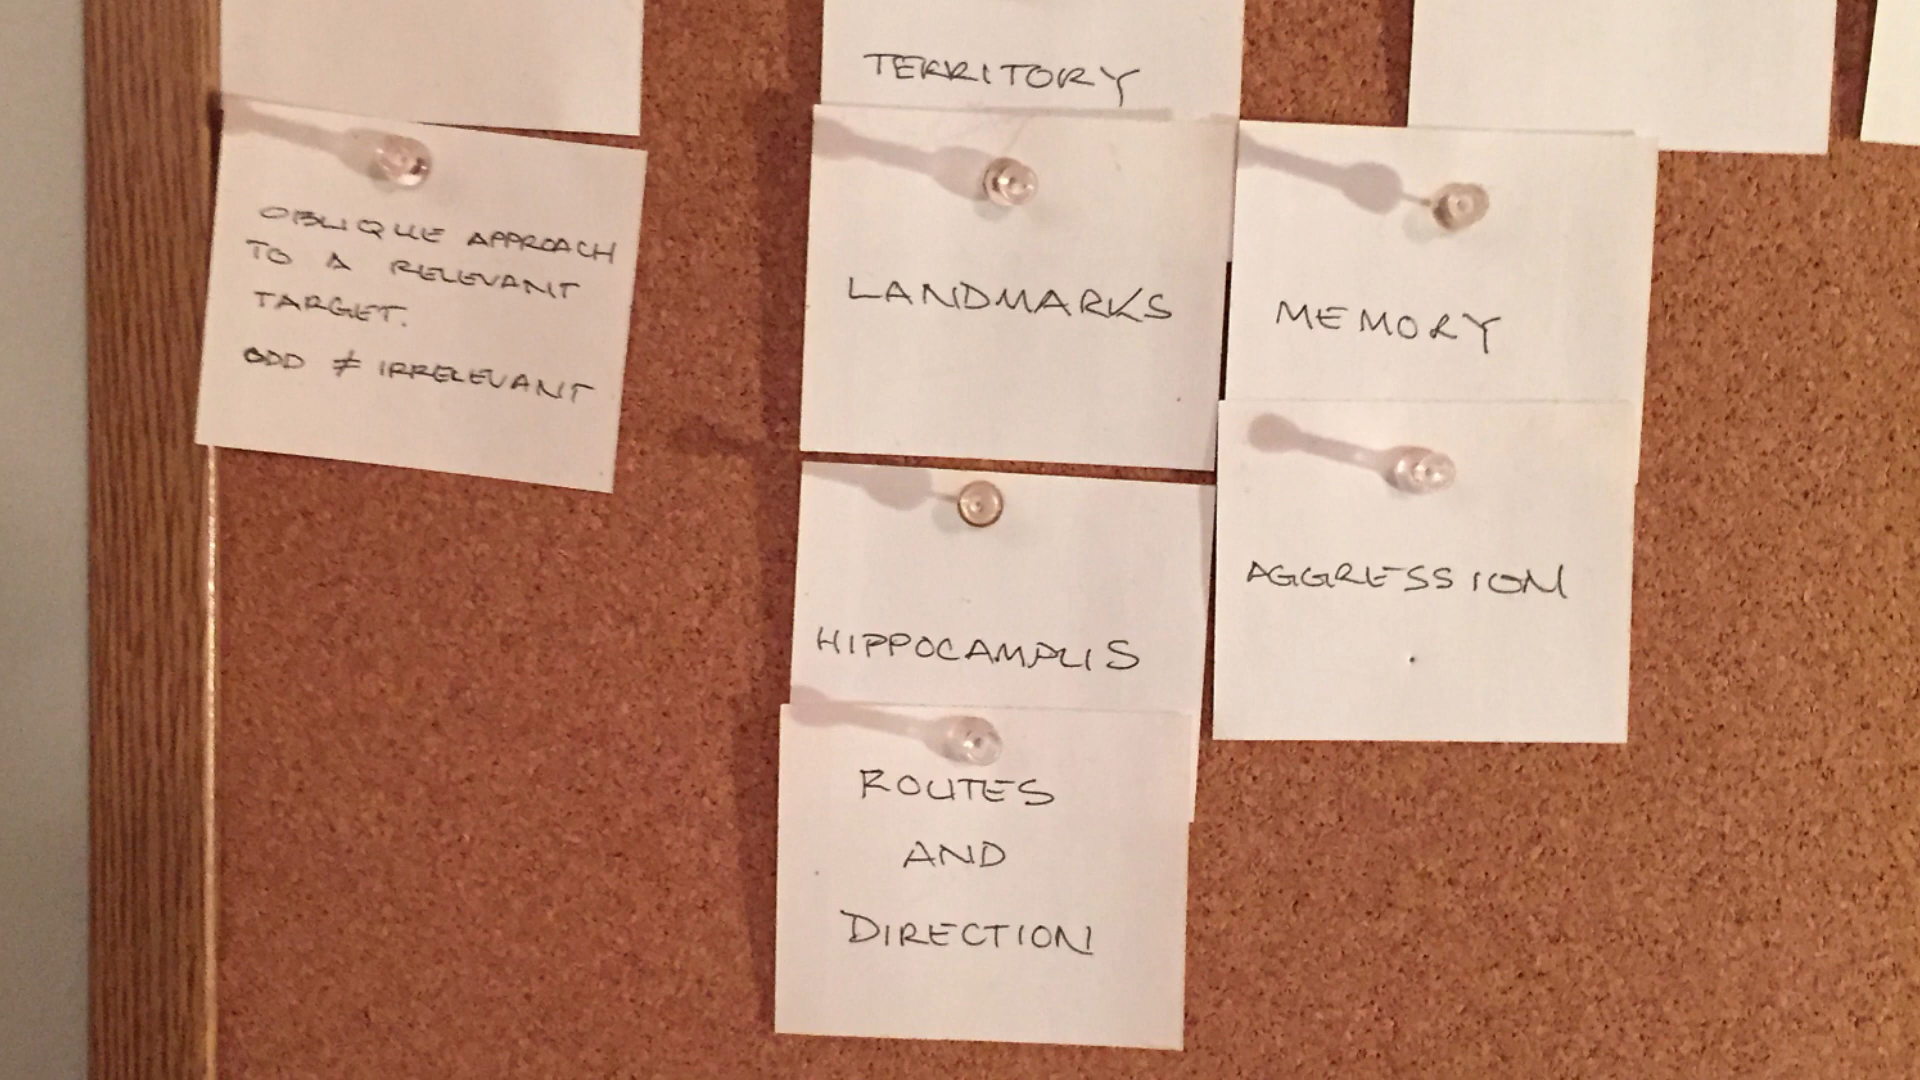 OBLIQUE APPROACH
TO A RELEVANT
TARGET.
ODD ≠ IRRELEVANT
TERRITORY
LANDMARKS
HIPPOCAMPUS
ROUTES
AND
DIRECTION
MEMORY
AGGRESSION